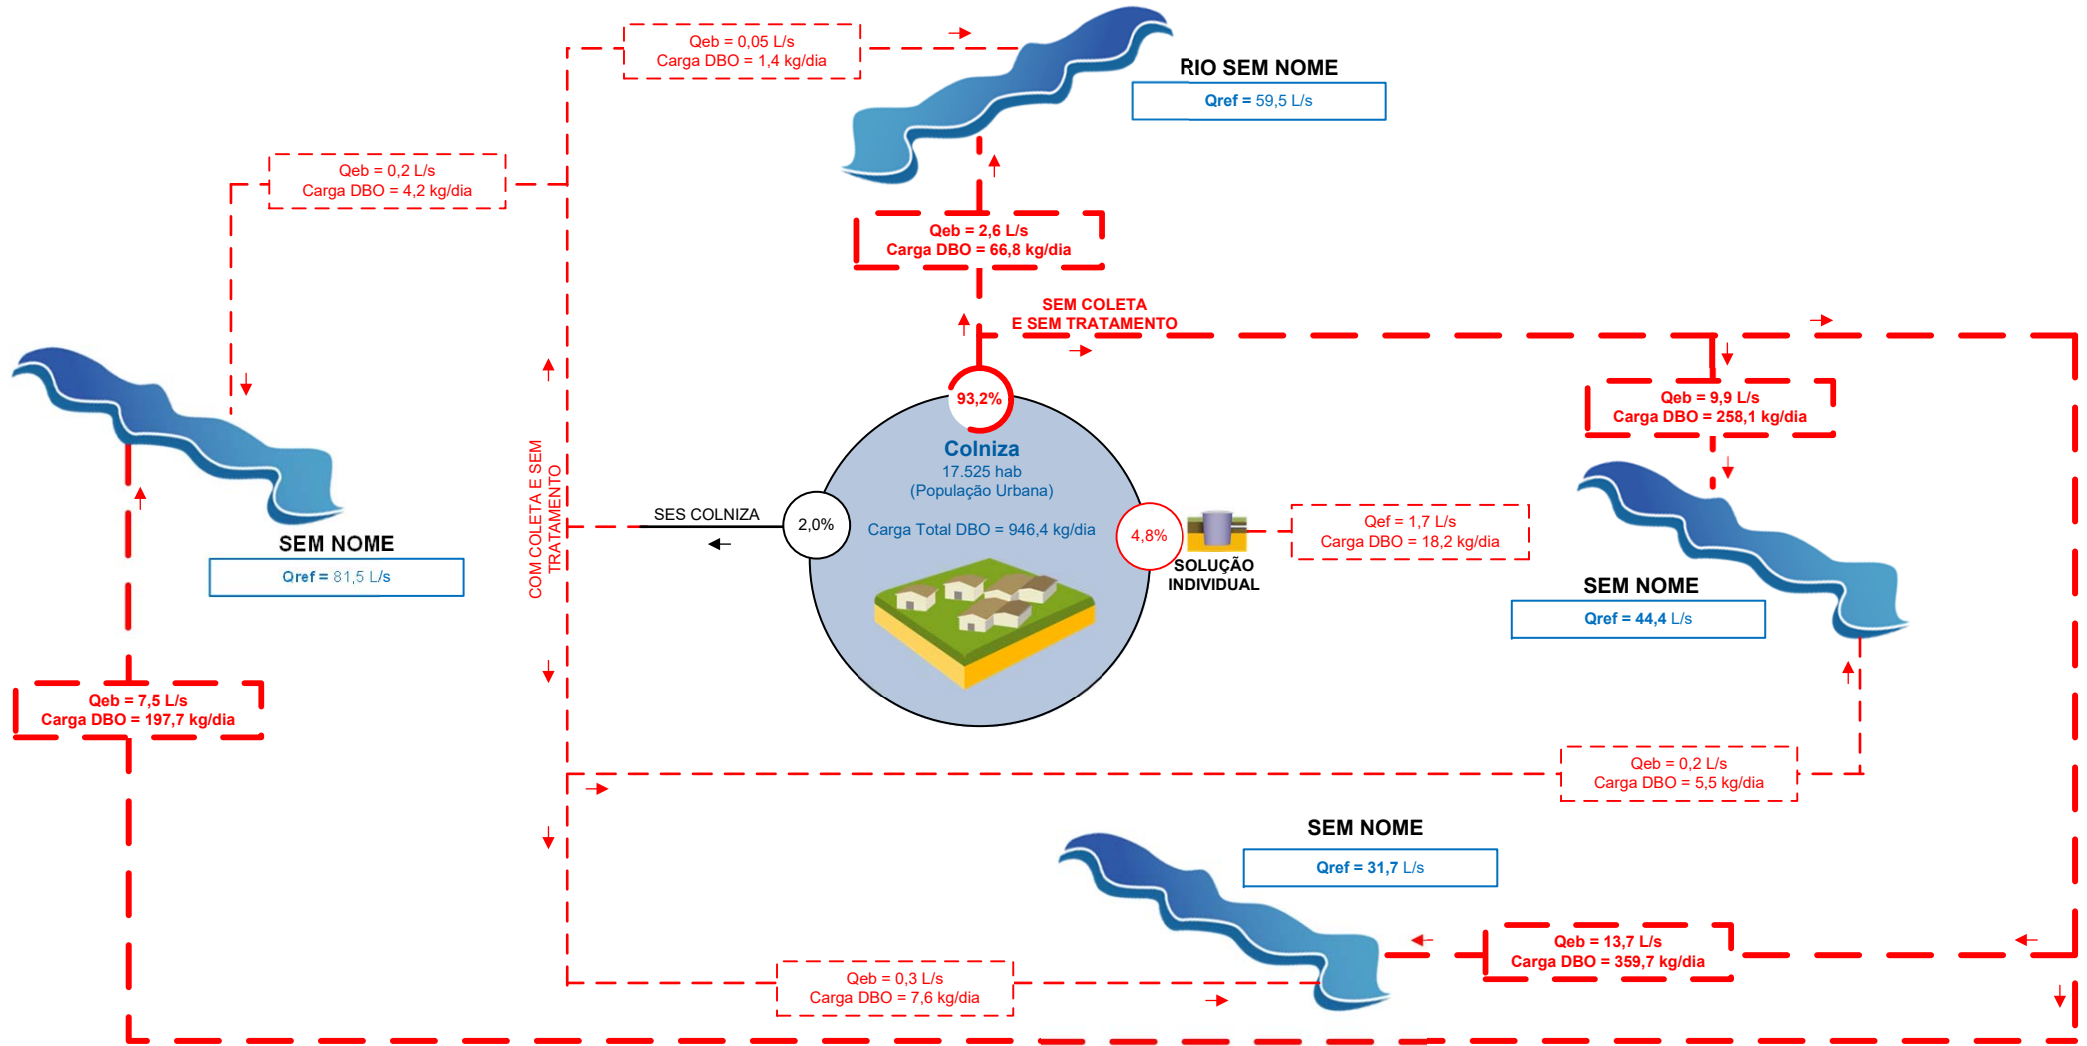 Qeb = 0,05 L/s
Carga DBO = 1,4 kg/dia
RIO SEM NOME
Qref = 59,5 L/s
Qeb = 0,2 L/s
Carga DBO = 4,2 kg/dia
Qeb = 2,6 L/s
Carga DBO = 66,8 kg/dia
SEM COLETA
E SEM TRATAMENTO
93,2%
Qeb = 9,9 L/s
Carga DBO = 258,1 kg/dia
Colniza
17.525 hab
(População Urbana)
Carga Total DBO = 946,4 kg/dia
COM COLETA E SEM
TRATAMENTO
SES COLNIZA
2,0%
4,8%
SOLUÇÃO
INDIVIDUAL
Qef = 1,7 L/s
Carga DBO = 18,2 kg/dia
SEM NOME
Qref = 81,5 L/s
SEM NOME
Qref = 44,4 L/s
Qeb = 7,5 L/s
Carga DBO = 197,7 kg/dia
Qeb = 0,2 L/s
Carga DBO = 5,5 kg/dia
SEM NOME
Qref = 31,7 L/s
Qeb = 13,7 L/s
Carga DBO = 359,7 kg/dia
Qeb = 0,3 L/s
Carga DBO = 7,6 kg/dia